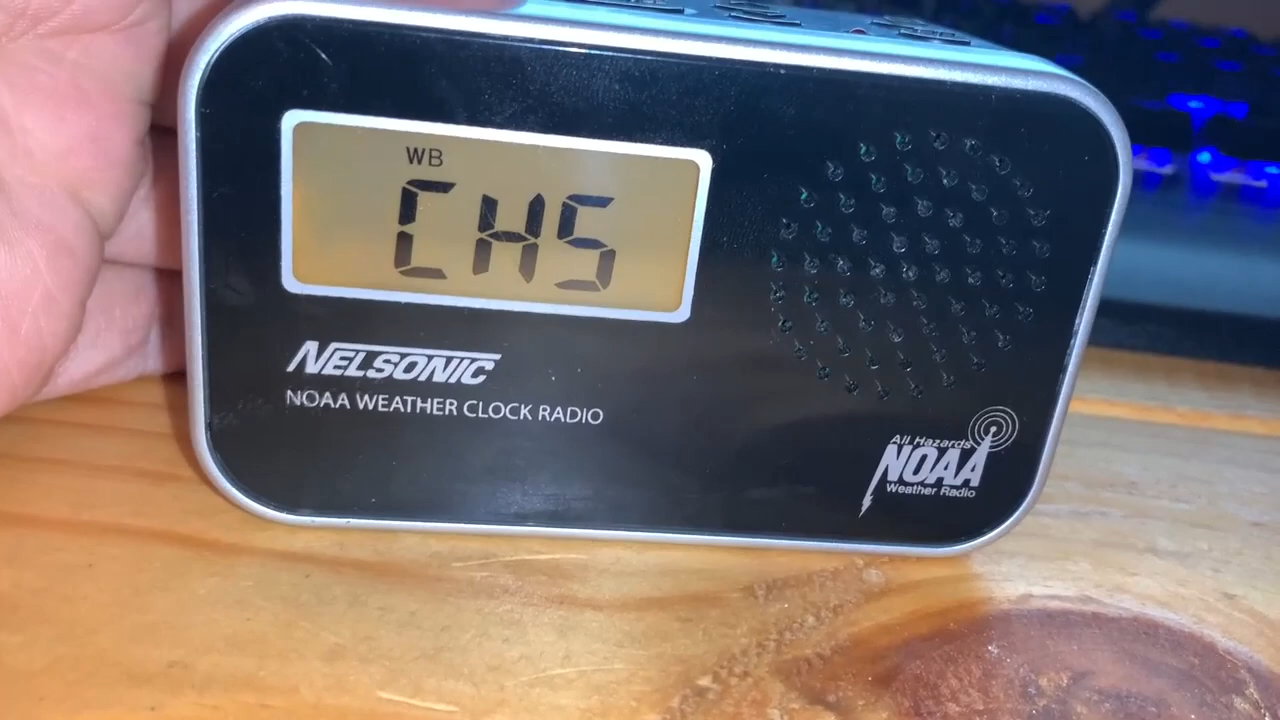 WB
CH5
NELSONIC
NOAA WEATHER CLOCK RADIO
All Hazards
NOAA
Weather Radio